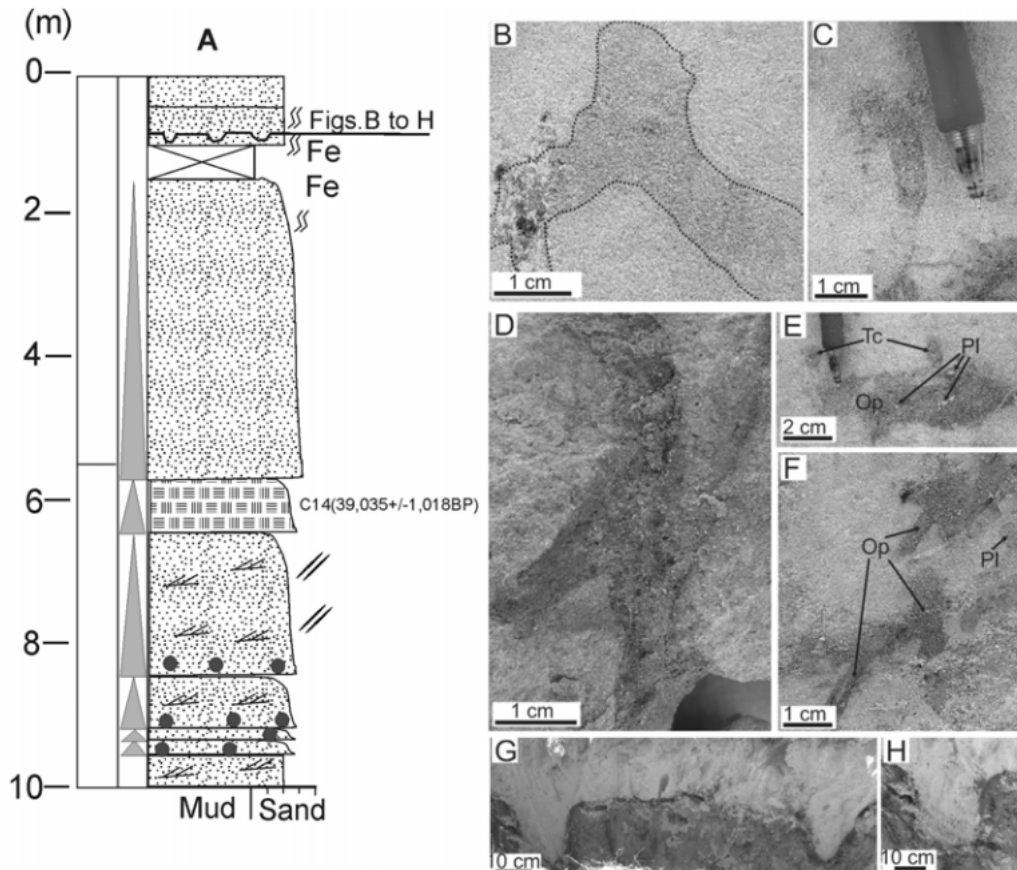 (m)
A
0
Figs.B to H
Fe
Fe
2
4
6
C14(39,035+/-1,018BP)
8
10
Mud Sand
B
1 cm
C
1 cm
D
1 cm
E
Tc
Pl
Op
2 cm
F
Op
Pl
1 cm
G
10 cm
H
10 cm